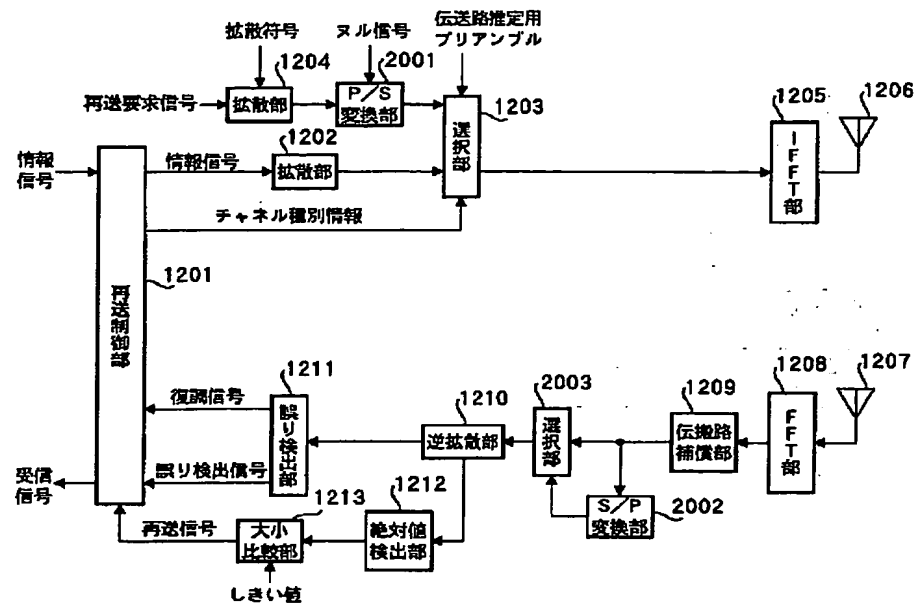 拡散符号
ヌル信号
伝送路推定用
プリアンブル
1204
2001
再送要求信号
拡散部
P/S
変換部
1203
1202
選択部
1205
1206
情報
信号
情報信号
拡散部
IFFT部
チャネル種別情報
1201
再送制御部
1211
2003
1208
1207
復調信号
1210
1209
誤り検出部
逆拡散部
選択部
伝搬路
補償部
FFT部
受信
信号
誤り検出信号
1213
1212
S/P
変換部
2002
再送信号
大小
比較部
絶対値
検出部
しきい値